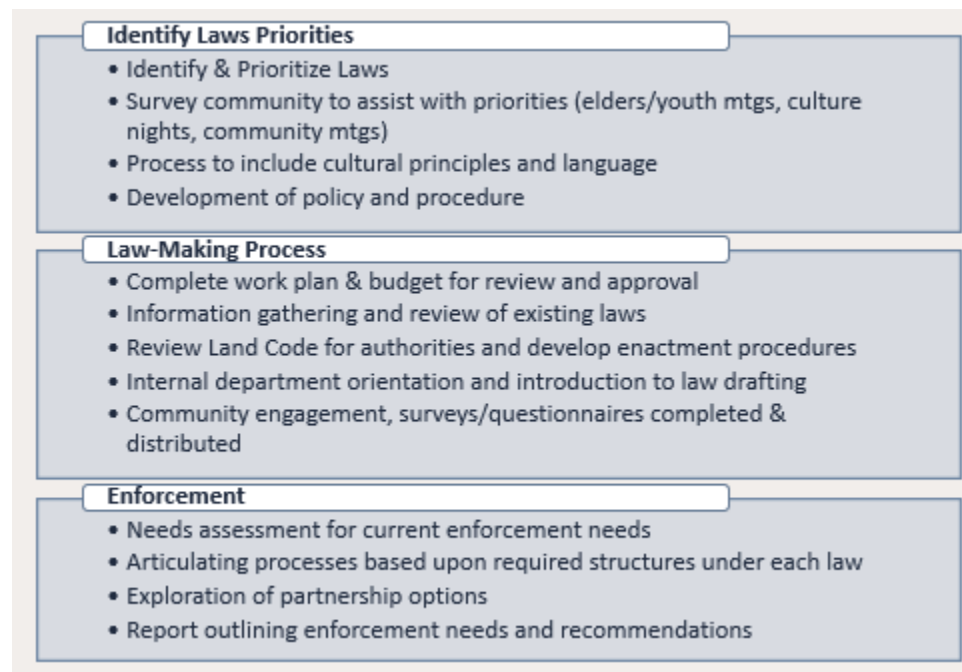 Identify Laws Priorities
• Identify & Prioritize Laws
• Survey community to assist with priorities (elders/youth mtgs, culture
nights, community mtgs)
• Process to include cultural principles and language
• Development of policy and procedure
Law-Making Process
• Complete work plan & budget for review and approval
• Information gathering and review of existing laws
• Review Land Code for authorities and develop enactment procedures
• Internal department orientation and introduction to law drafting
• Community engagement, surveys/questionnaires completed &
distributed
Enforcement
• Needs assessment for current enforcement needs
• Articulating processes based upon required structures under each law
• Exploration of partnership options
• Report outlining enforcement needs and recommendations